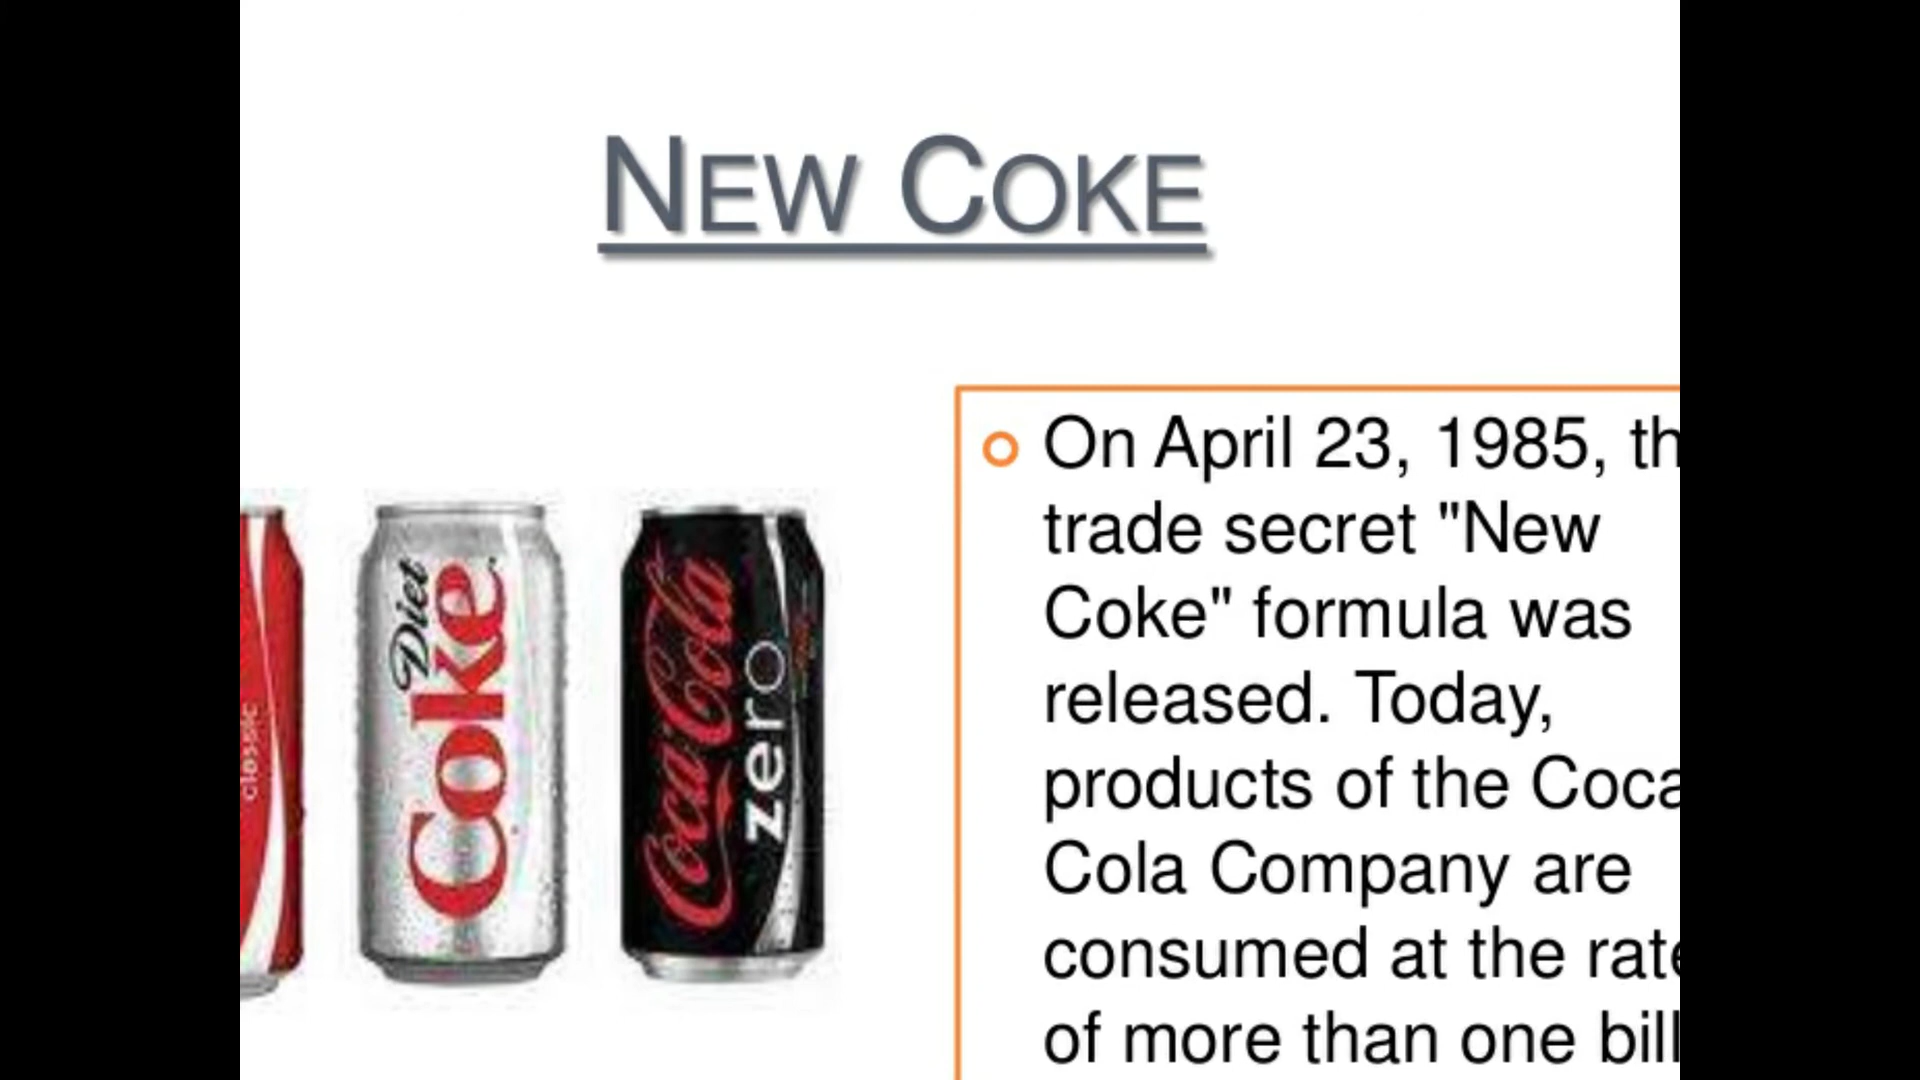 New Coke
On April 23, 1985, th
trade secret "New
Coke" formula was
released. Today,
products of the Coca
Cola Company are
consumed at the rate
of more than one bill
classic
Diet
Coke
Coca-Cola
zero